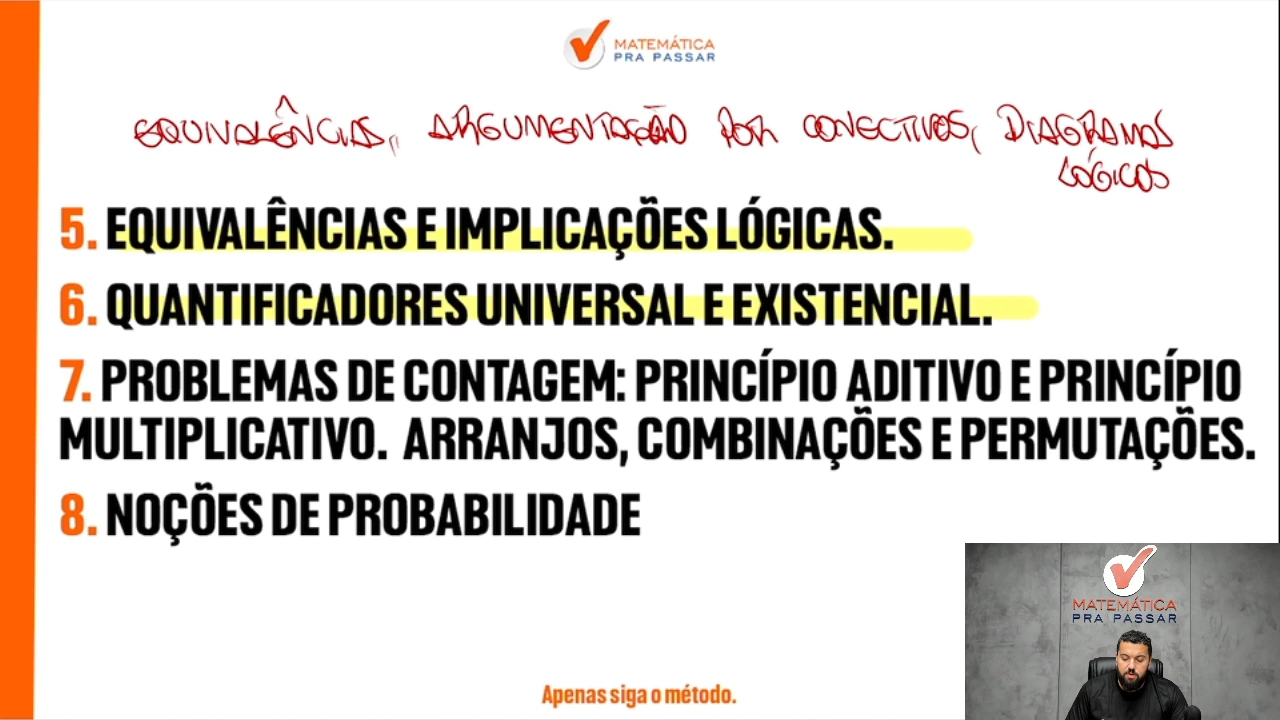 MATEMÁTICA
PRA PASSAR
EQUIVALÊNCIAS, ARGUMENTAÇÃO POR CONECTIVOS, DIAGRAMAS
LÓGICOS
5. EQUIVALÊNCIAS E IMPLICAÇÕES LÓGICAS.
6. QUANTIFICADORES UNIVERSAL E EXISTENCIAL.
7. PROBLEMAS DE CONTAGEM: PRINCÍPIO ADITIVO E PRINCÍPIO
MULTIPLICATIVO. ARRANJOS, COMBINAÇÕES E PERMUTAÇÕES.
8. NOÇÕES DE PROBABILIDADE
MATEMÁTICA
PRA PASSAR
Apenas siga o método.